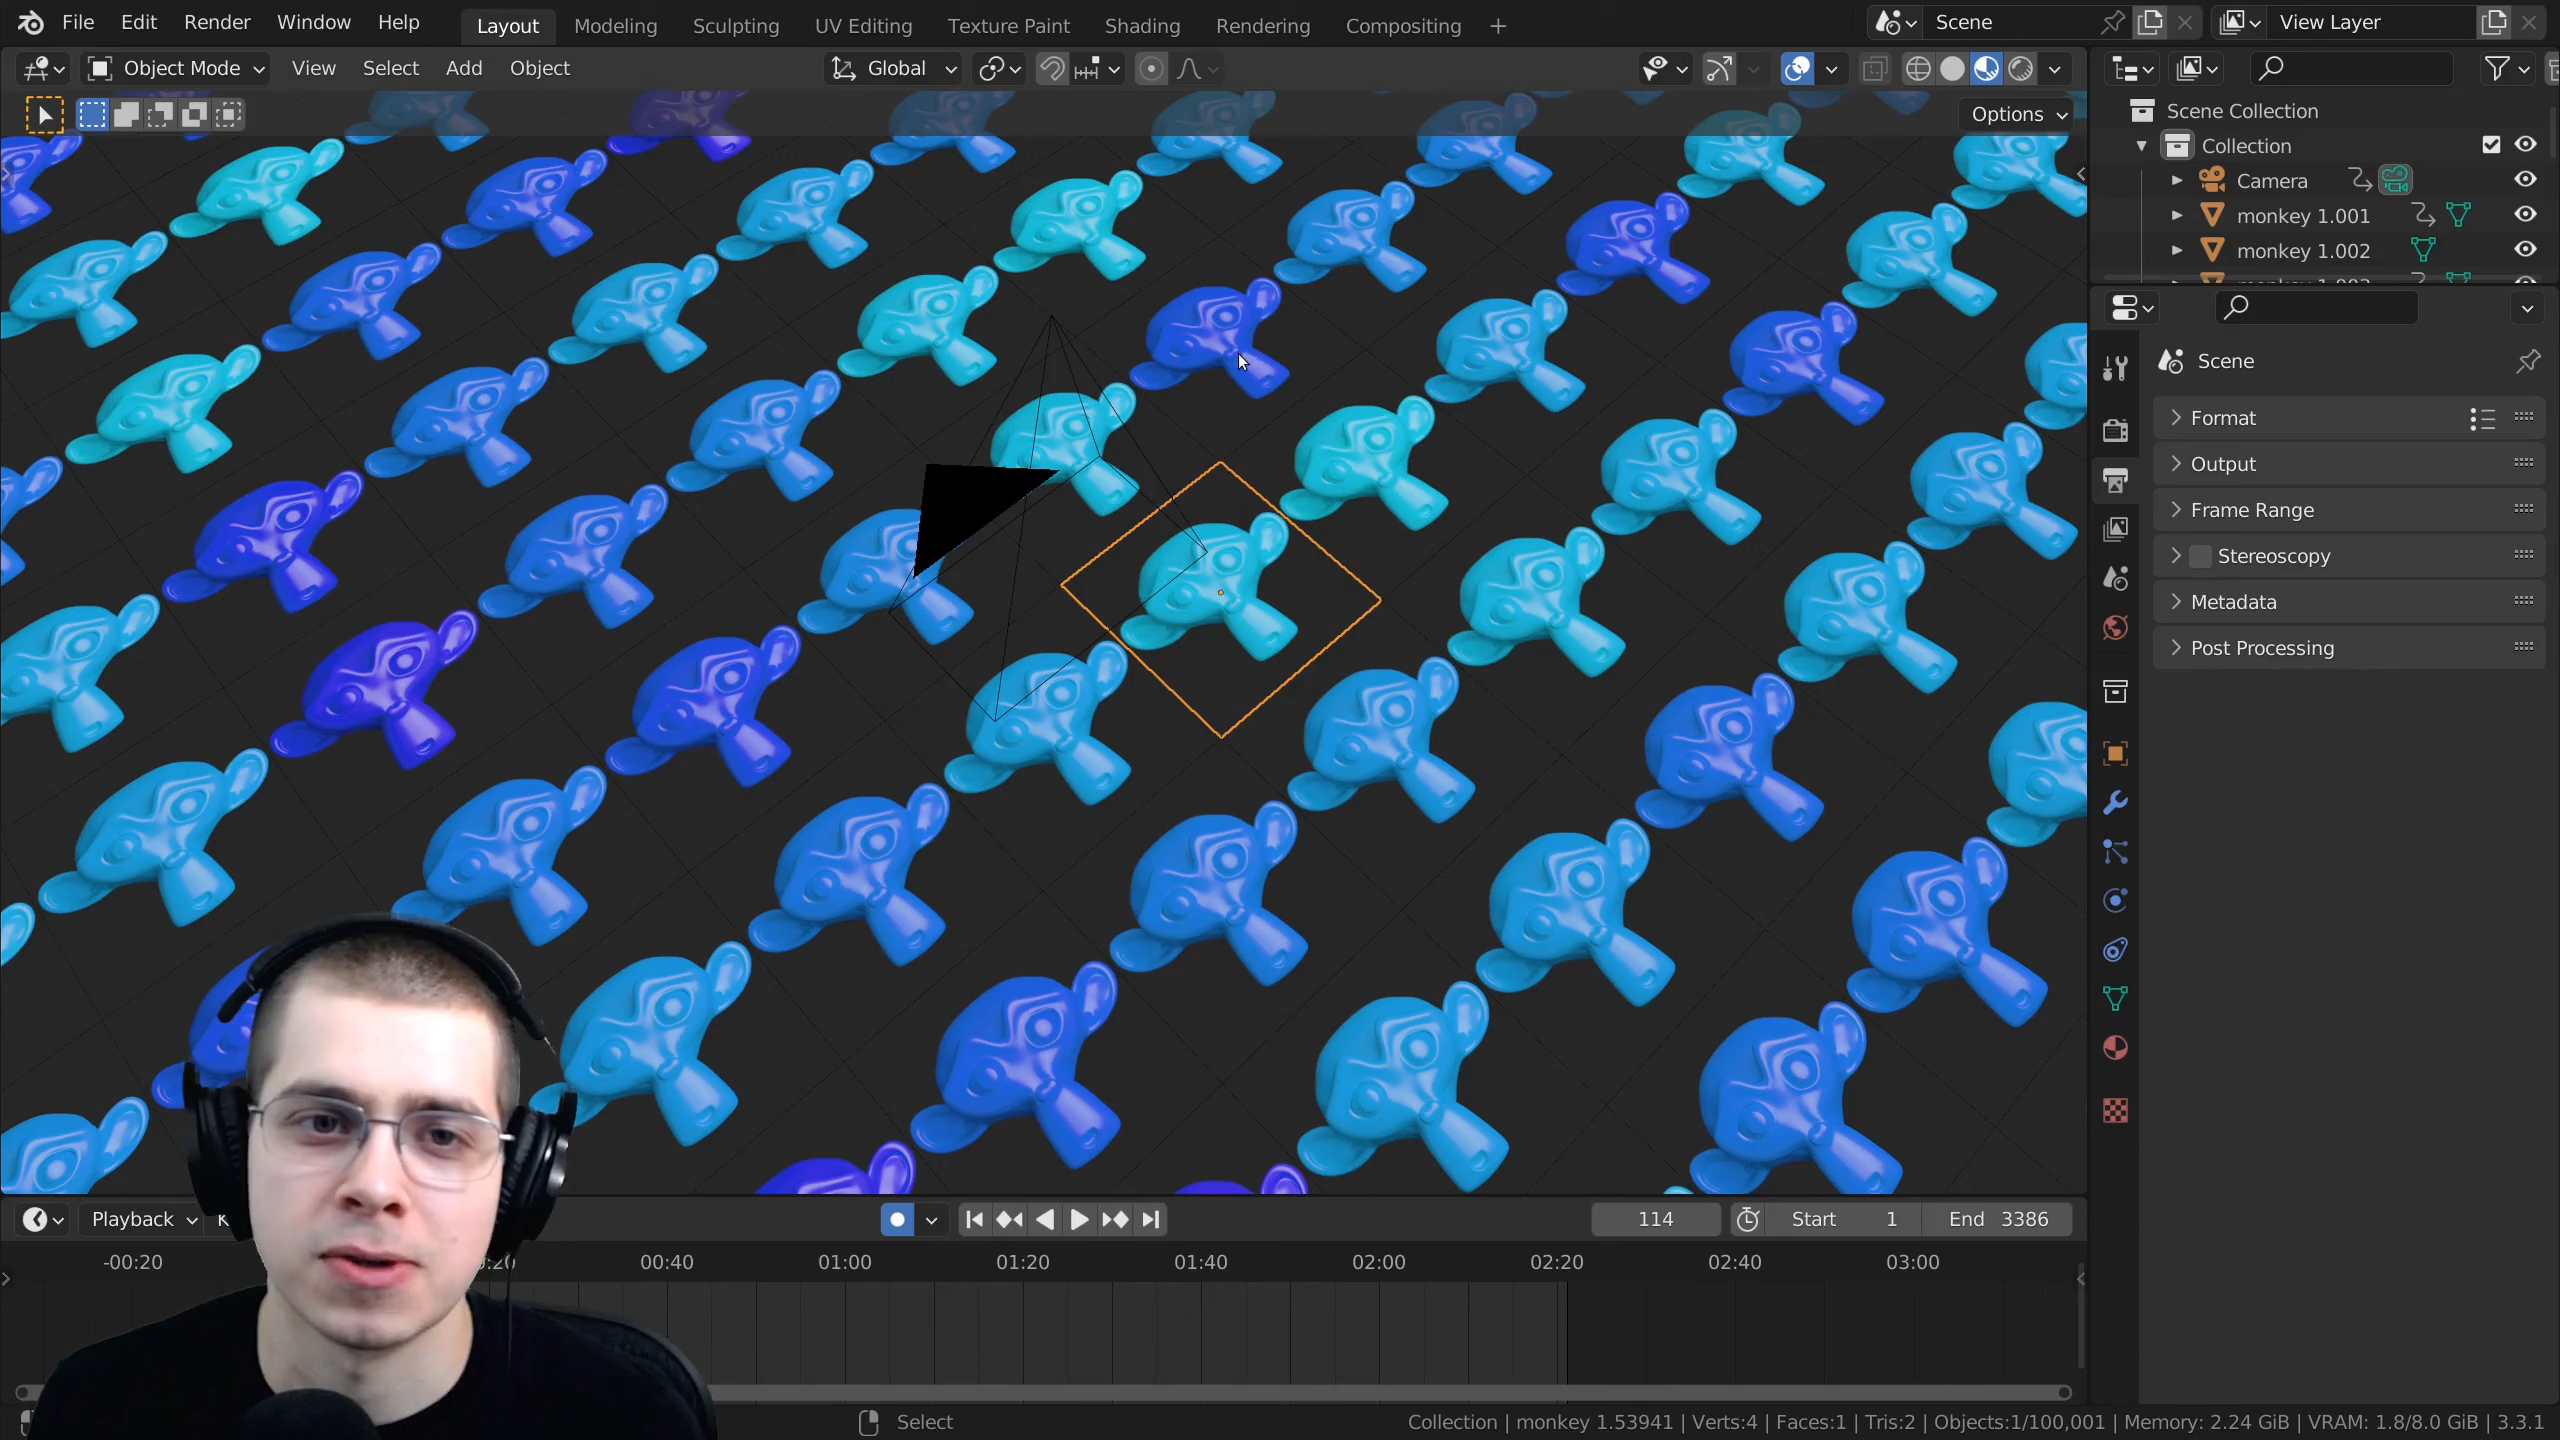 File Edit Render Window Help Layout Modeling Sculpting UV Editing Texture Paint Shading Rendering Compositing + Scene View Layer
Object Mode View Select Add Object Global
Options
Scene Collection
Collection
Camera
monkey 1.001
monkey 1.002
Scene
Format
Output
Frame Range
Stereoscopy
Metadata
Post Processing
Playback 114 Start 1 End 3386
-00:20 00:40 01:00 01:20 01:40 02:00 02:20 02:40 03:00
Select Collection | monkey 1.53941 | Verts:4 | Faces:1 | Tris:2 | Objects:1/100,001 | Memory: 2.24 GiB | VRAM: 1.8/8.0 GiB | 3.3.1